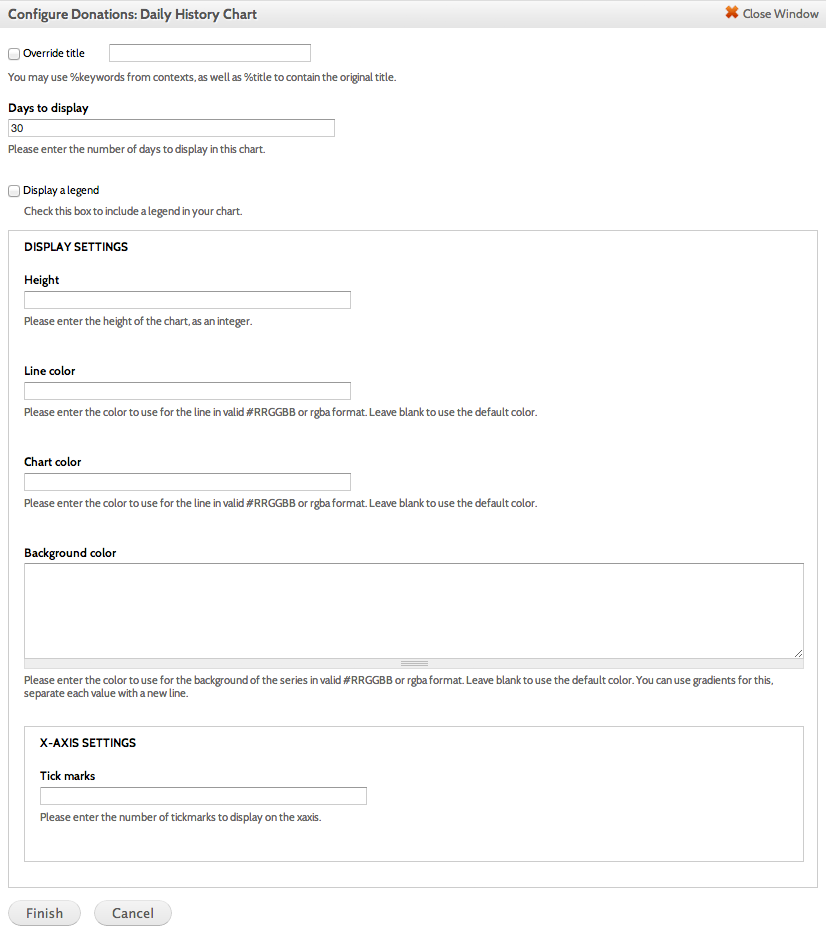 Configure Donations: Daily History Chart
Close Window
Override title
You may use %keywords from contexts, as well as %title to contain the original title.
Days to display
30
Please enter the number of days to display in this chart.
Display a legend
Check this box to include a legend in your chart.
DISPLAY SETTINGS
Height
Please enter the height of the chart, as an integer.
Line color
Please enter the color to use for the line in valid #RRGGBB or rgba format. Leave blank to use the default color.
Chart color
Please enter the color to use for the line in valid #RRGGBB or rgba format. Leave blank to use the default color.
Background color
Please enter the color to use for the background of the series in valid #RRGGBB or rgba format. Leave blank to use the default color. You can use gradients for this,
separate each value with a new line.
X-AXIS SETTINGS
Tick marks
Please enter the number of tickmarks to display on the xaxis.
Finish
Cancel